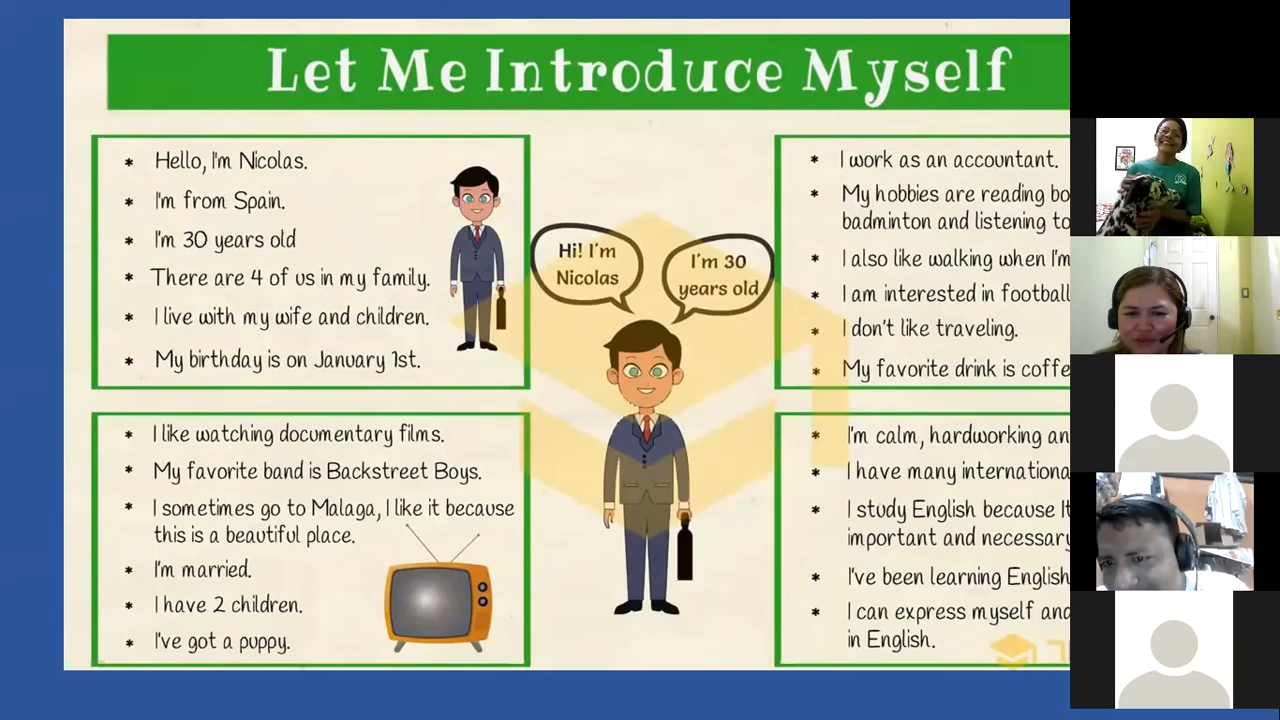 Let Me Introduce Myself
* Hello, I'm Nicolas.
* I'm from Spain.
* I'm 30 years old
* There are 4 of us in my family.
* I live with my wife and children.
* My birthday is on January 1st.
Hi! I'm
Nicolas
I'm 30
years old
* I work as an accountant.
* My hobbies are reading bo
badminton and listening to
* I also like walking when I'm
* I am interested in football
* I don't like traveling.
* My favorite drink is coffe
* I like watching documentary films.
* My favorite band is Backstreet Boys.
* I sometimes go to Malaga, I like it because
this is a beautiful place.
* I'm married.
* I have 2 children.
* I've got a puppy.
* I'm calm, hardworking an
* I have many internationa
* I study English because It
important and necessary
* I've been learning English
* I can express myself and
in English.